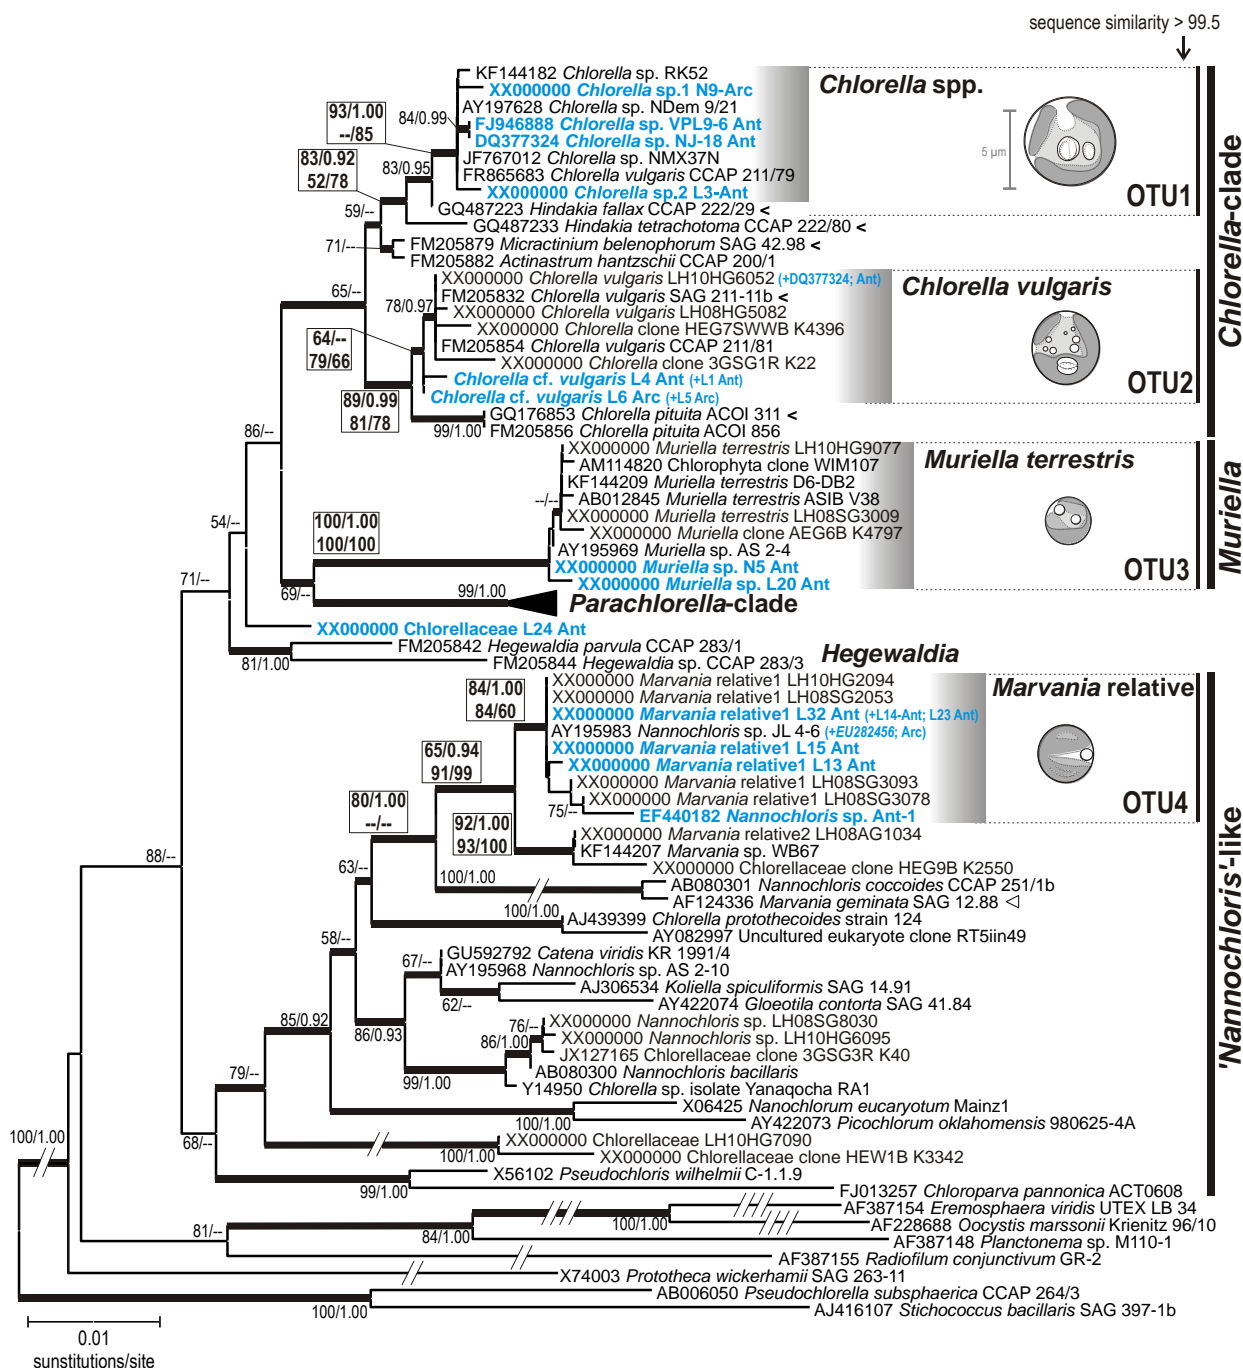 sequence similarity > 99.5
KF144182 Chlorella sp. RK52
XX000000 Chlorella sp.1 N9-Arc
AY197628 Chlorella sp. NDem 9/21
FJ946888 Chlorella sp. VPL9-6 Ant
DQ377324 Chlorella sp. NJ-18 Ant
JF767012 Chlorella sp. NMX37N
FR865683 Chlorella vulgaris CCAP 211/79
XX000000 Chlorella sp.2 L3-Ant
GQ487223 Hindakia fallax CCAP 222/29 <
GQ487233 Hindakia tetrachotoma CCAP 222/80 <
FM205879 Micractinium belenophorum SAG 42.98 <
FM205882 Actinastrum hantzschii CCAP 200/1
Chlorella spp.
5 µm
OTU1
93/1.00
--/85
84/0.99
83/0.92
52/78
83/0.95
59/--
71/--
XX000000 Chlorella vulgaris LH10HG6052 (+DQ377324; Ant)
FM205832 Chlorella vulgaris SAG 211-11b <
XX000000 Chlorella vulgaris LH08HG5082
XX000000 Chlorella clone HEG7SWWB K4396
FM205854 Chlorella vulgaris CCAP 211/81
XX000000 Chlorella clone 3GSG1R K22
Chlorella cf. vulgaris L4 Ant (+L1 Ant)
Chlorella cf. vulgaris L6 Arc (+L5 Arc)
GQ176853 Chlorella pituita ACOI 311 <
FM205856 Chlorella pituita ACOI 856
Chlorella vulgaris
OTU2
Chlorella-clade
65/--
78/0.97
64/--
79/66
89/0.99
81/78
99/1.00
86/--
XX000000 Muriella terrestris LH10HG9077
AM114820 Chlorophyta clone WIM107
KF144209 Muriella terrestris D6-DB2
AB012845 Muriella terrestris ASIB V38
XX000000 Muriella terrestris LH08SG3009
XX000000 Muriella clone AEG6B K4797
AY195969 Muriella sp. AS 2-4
XX000000 Muriella sp. N5 Ant
XX000000 Muriella sp. L20 Ant
Muriella terrestris
OTU3
Muriella
--/--
54/--
100/1.00
100/100
71/--
69/--
99/1.00
Parachlorella-clade
XX000000 Chlorellaceae L24 Ant
FM205842 Hegewaldia parvula CCAP 283/1
FM205844 Hegewaldia sp. CCAP 283/3
Hegewaldia
81/1.00
XX000000 Marvania relative1 LH10HG2094
XX000000 Marvania relative1 LH08SG2053
XX000000 Marvania relative1 L32 Ant (+L14-Ant; L23 Ant)
AY195983 Nannochloris sp. JL 4-6 (+EU282456; Arc)
XX000000 Marvania relative1 L15 Ant
XX000000 Marvania relative1 L13 Ant
XX000000 Marvania relative1 LH08SG3093
XX000000 Marvania relative1 LH08SG3078
EF440182 Nannochloris sp. Ant-1
XX000000 Marvania relative2 LH08AG1034
KF144207 Marvania sp. WB67
XX000000 Chlorellaceae clone HEG9B K2550
AB080301 Nannochloris coccoides CCAP 251/1b
AF124336 Marvania geminata SAG 12.88 ◁
AJ439399 Chlorella protothecoides strain 124
AY082997 Uncultured eukaryote clone RT5iin49
Marvania relative
OTU4
'Nannochloris'-like
84/1.00
84/60
65/0.94
91/99
75/--
80/1.00
--/--
92/1.00
93/100
88/--
63/--
100/1.00
100/1.00
58/--
GU592792 Catena viridis KR 1991/4
AY195968 Nannochloris sp. AS 2-10
AJ306534 Koliella spiculiformis SAG 14.91
AY422074 Gloeotila contorta SAG 41.84
XX000000 Nannochloris sp. LH08SG8030
XX000000 Nannochloris sp. LH10HG6095
JX127165 Chlorellaceae clone 3GSG3R K40
AB080300 Nannochloris bacillaris
Y14950 Chlorella sp. isolate Yanaqocha RA1
X06425 Nanochlorum eucaryotum Mainz1
AY422073 Picochlorum oklahomensis 980625-4A
XX000000 Chlorellaceae LH10HG7090
XX000000 Chlorellaceae clone HEW1B K3342
X56102 Pseudochloris wilhelmii C-1.1.9
FJ013257 Chloroparva pannonica ACT0608
67/--
62/--
85/0.92
86/0.93
76/--
86/1.00
99/1.00
79/--
100/1.00
68/--
100/1.00
99/1.00
100/1.00
AF387154 Eremosphaera viridis UTEX LB 34
AF228688 Oocystis marssonii Krienitz 96/10
AF387148 Planctonema sp. M110-1
AF387155 Radiofilum conjunctivum GR-2
X74003 Prototheca wickerhamii SAG 263-11
AB006050 Pseudochlorella subsphaerica CCAP 264/3
AJ416107 Stichococcus bacillaris SAG 397-1b
100/1.00
81/--
84/1.00
100/1.00
0.01
sunstitutions/site